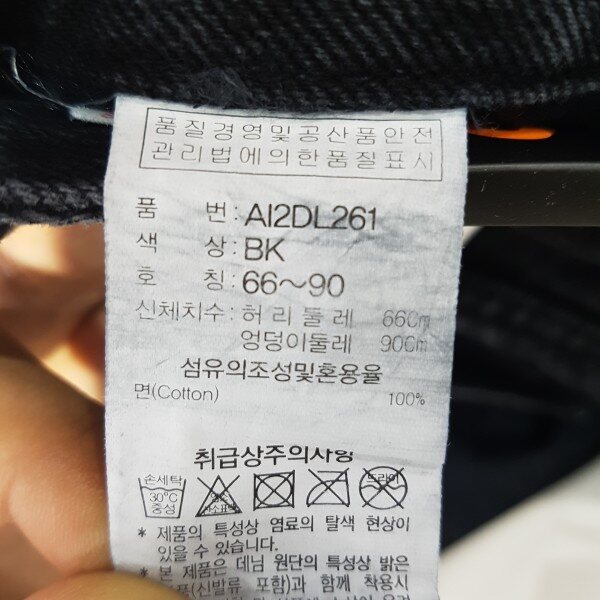 품질경영및공산품안전
관리법에의한품질표시
품 번 : AI2DL261
색 상 : BK
호 칭 : 66~90
신체치수 : 허리둘레 66Cm
엉덩이둘레 90Cm
섬유의조성및혼용율
면(Cotton) 100%
취급상주의사항
손세탁
30℃
중성
드라이
* 제품의 특성상 염료의 탈색 현상이
있을 수 있습니다.
* 본 제품은 데님 원단의 특성상 밝은
(신발류 포함)과 함께 착용시